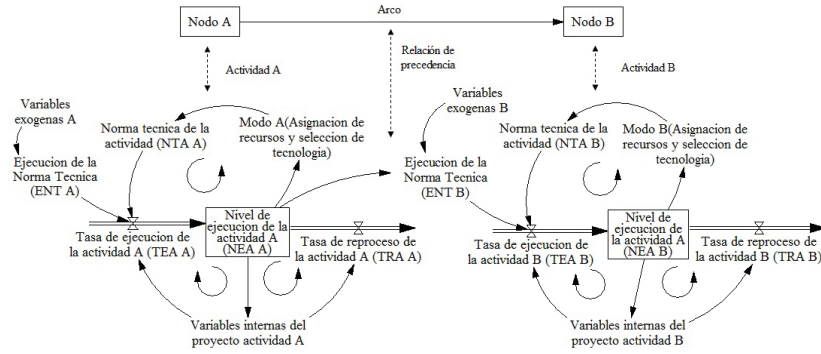 Nodo A
Arco
Nodo B
Actividad A
Relación de
precedencia
Actividad B
Variables
exogenas A
Norma tecnica de la
actividad (NTA A)
Modo A(Asignacion de
recursos y seleccion de
tecnologia)
Ejecucion de la
Norma Tecnica
(ENT A)
Nivel de
ejecucion de la
actividad A
(NEA A)
Tasa de ejecucion de
la actividad A (TEA A)
Tasa de reproceso de
la actividad A (TRA A)
Variables internas del
proyecto actividad A
Variables
exogenas B
Norma tecnica de la
actividad (NTA B)
Modo B(Asignacion de
recursos y seleccion de
tecnologia)
Ejecucion de la
Norma Tecnica
(ENT B)
Nivel de
ejecucion de la
actividad A
(NEA B)
Tasa de ejecucion de
la actividad B (TEA B)
Tasa de reproceso de
la actividad B (TRA B)
Variables internas del
proyecto actividad B